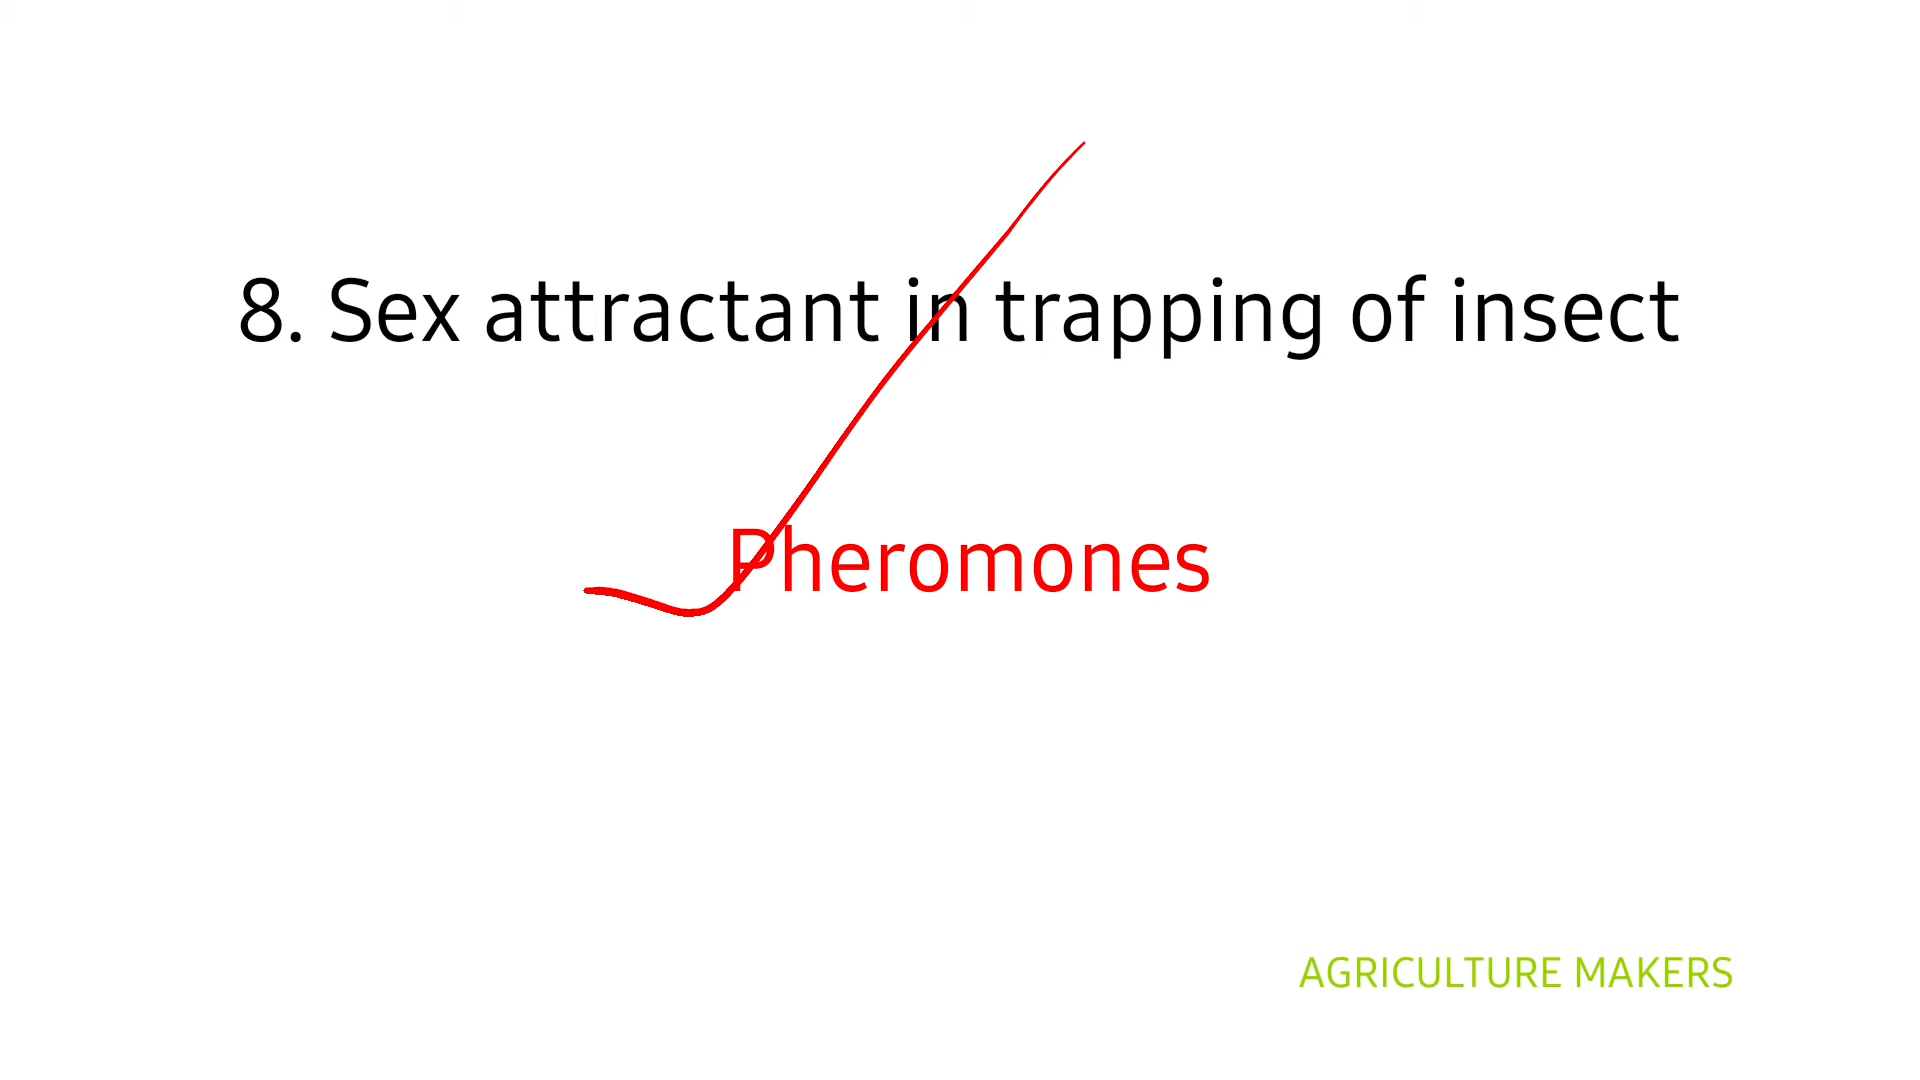 8. Sex attractant in trapping of insect
Pheromones
AGRICULTURE MAKERS